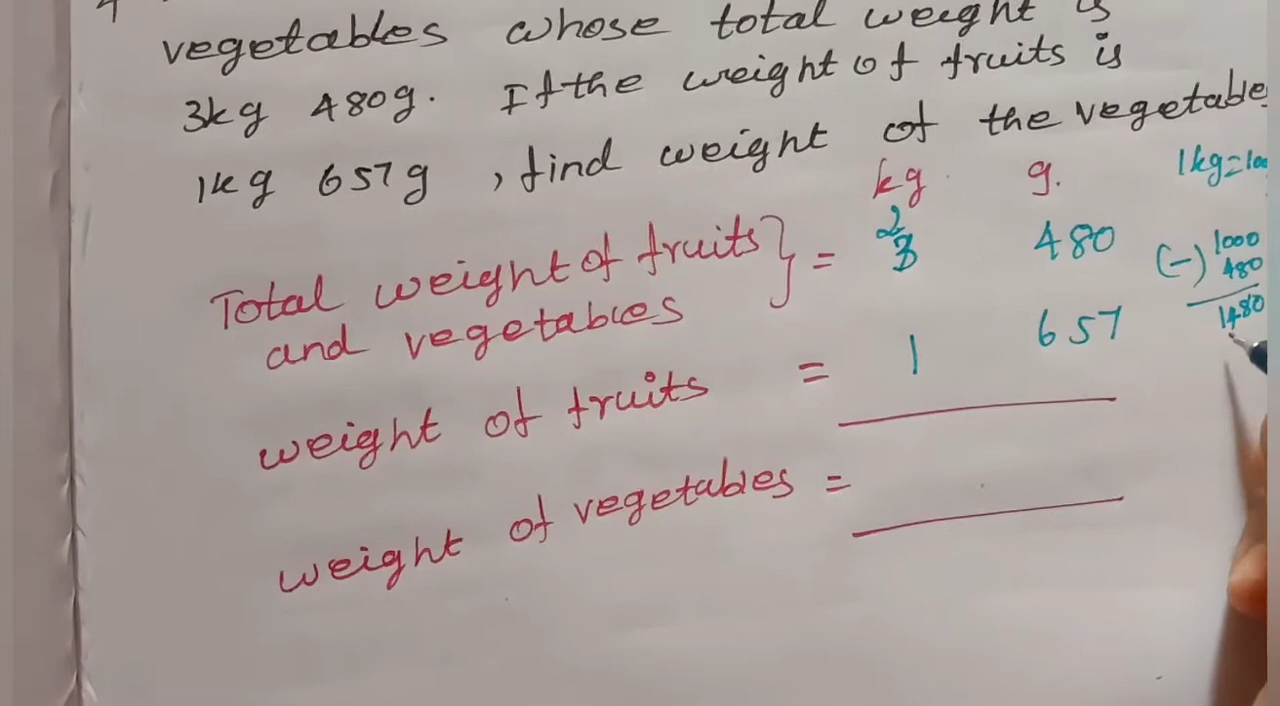 vegetables whose total weight is
3kg 480g. If the weight of fruits is
1kg 657g , find weight of the vegetable
kg g. 1kg=100
2
3 480 (-) 1000
480
1480
Total weight of fruits } =
and vegetables
weight of fruits = 1 657
weight of vegetables =